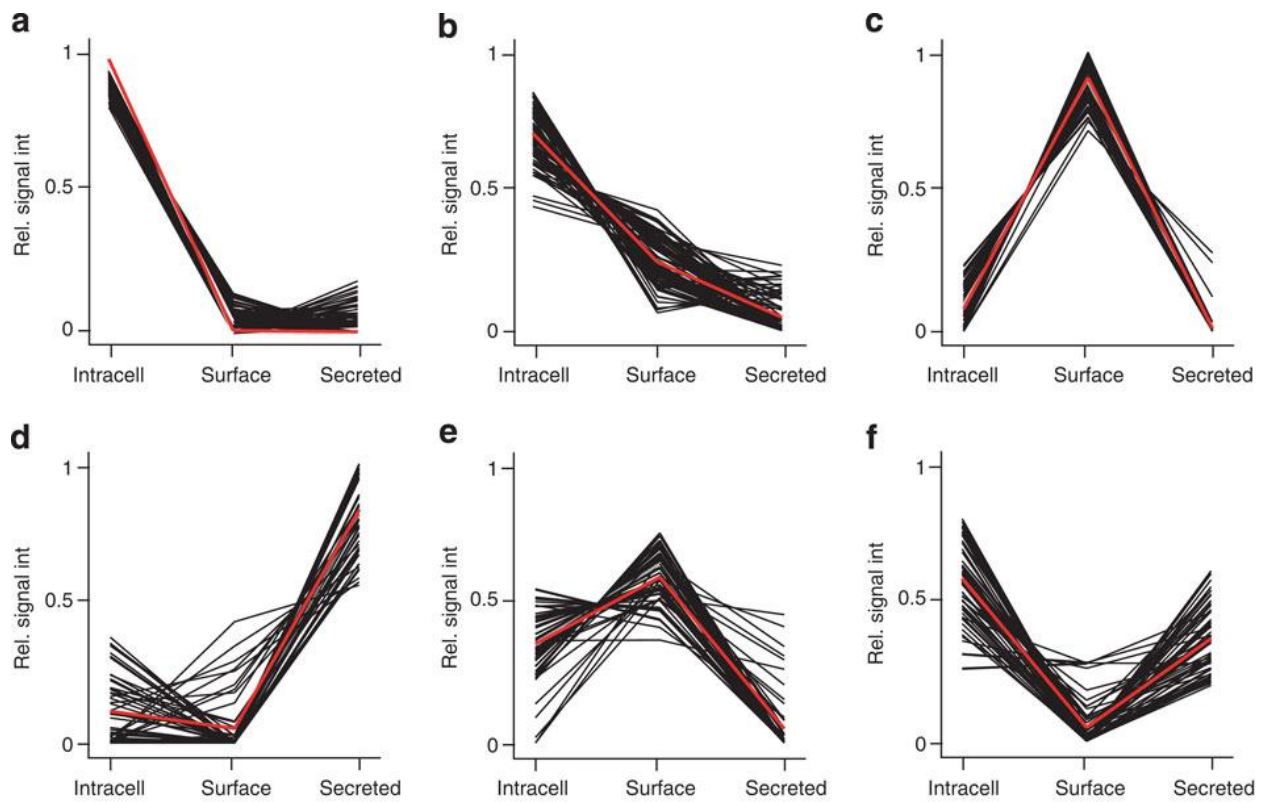 a
b
c
1
0.5
0
Rel. signal int
Intracell Surface Secreted
1
0.5
0
Rel. signal int
Intracell Surface Secreted
1
0.5
0
Rel. signal int
Intracell Surface Secreted
d
e
f
1
0.5
0
Rel. signal int
Intracell Surface Secreted
1
0.5
0
Rel. signal int
Intracell Surface Secreted
1
0.5
0
Rel. signal int
Intracell Surface Secreted